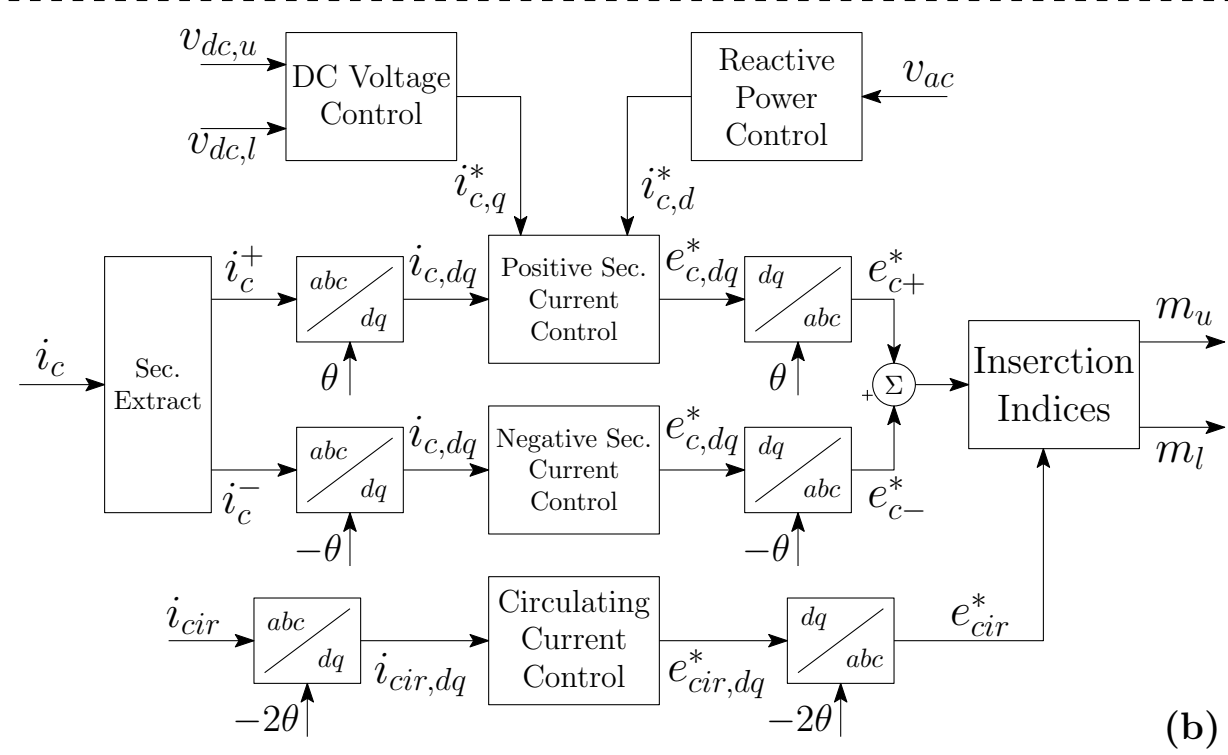 v_{dc,u}
DC Voltage
Control
v_{dc,l}
Reactive
Power
Control
v_{ac}
i^*_{c,q}
i^*_{c,d}
i_c
Sec.
Extract
i_c^+
abc
dq
θ
i_{c,dq}
Positive Sec.
Current
Control
e^*_{c,dq}
dq
abc
θ
e^*_{c+}
+
Σ
Inserction
Indices
m_u
m_l
i_c^-
abc
dq
−θ
i_{c,dq}
Negative Sec.
Current
Control
e^*_{c,dq}
dq
abc
−θ
e^*_{c-}
i_{cir}
abc
dq
−2θ
i_{cir,dq}
Circulating
Current
Control
e^*_{cir,dq}
dq
abc
−2θ
e^*_{cir}
(b)